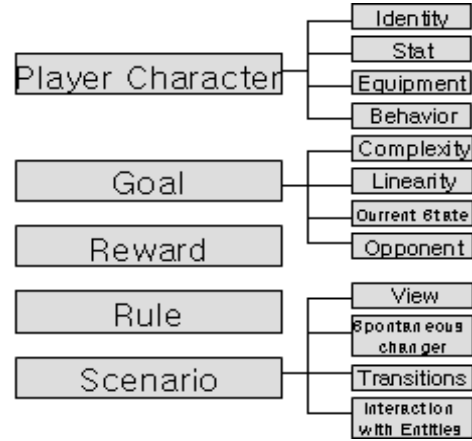 Player Character
Identity
Stat
Equipment
Behavior
Goal
Complexity
Linearity
Current State
Opponent
Reward
Rule
Scenario
View
Spontaneous
changer
Transitions
Interaction
with Entities